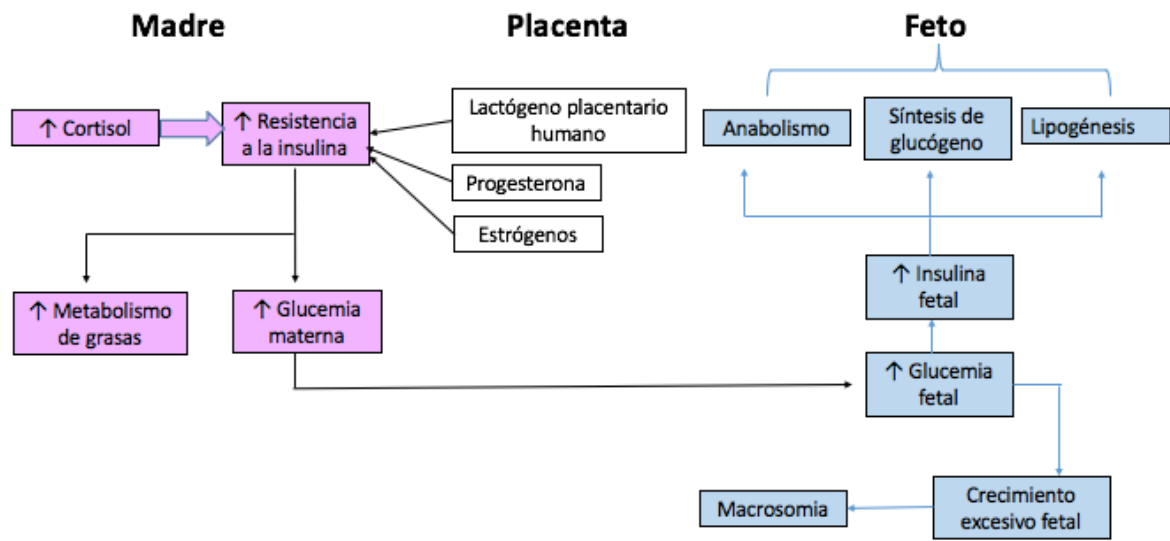 Madre
Placenta
Feto
↑ Cortisol
↑ Resistencia
a la insulina
Lactógeno placentario
humano
Progesterona
Estrógenos
Anabolismo
Síntesis de
glucógeno
Lipogénesis
↑ Metabolismo
de grasas
↑ Glucemia
materna
↑ Insulina
fetal
↑ Glucemia
fetal
Macrosomia
Crecimiento
excesivo fetal